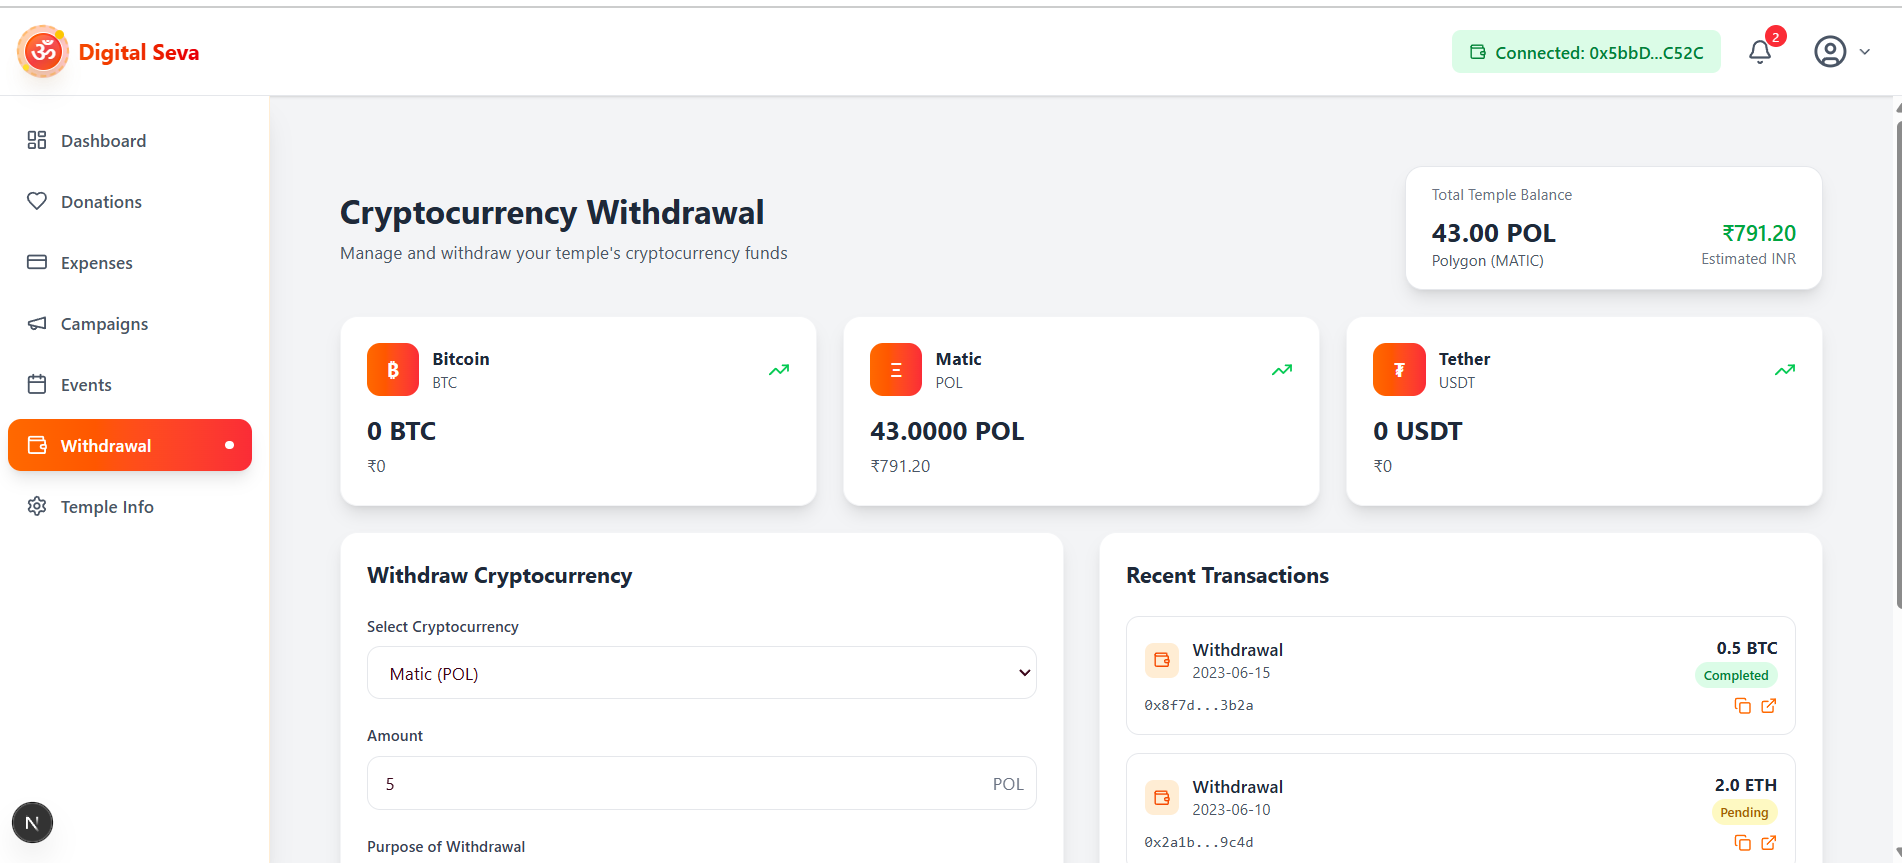 ॐ Digital Seva
Connected: 0x5bbD...C52C
2
Dashboard
Donations
Expenses
Campaigns
Events
Withdrawal
Temple Info
N
Cryptocurrency Withdrawal
Manage and withdraw your temple's cryptocurrency funds
Total Temple Balance
43.00 POL
₹791.20
Polygon (MATIC)
Estimated INR
₿
Bitcoin
BTC
0 BTC
₹0
Ξ
Matic
POL
43.0000 POL
₹791.20
₮
Tether
USDT
0 USDT
₹0
Withdraw Cryptocurrency
Select Cryptocurrency
Matic (POL)
Amount
5
POL
Purpose of Withdrawal
Recent Transactions
Withdrawal
0.5 BTC
2023-06-15
Completed
0x8f7d...3b2a
Withdrawal
2.0 ETH
2023-06-10
Pending
0x2a1b...9c4d